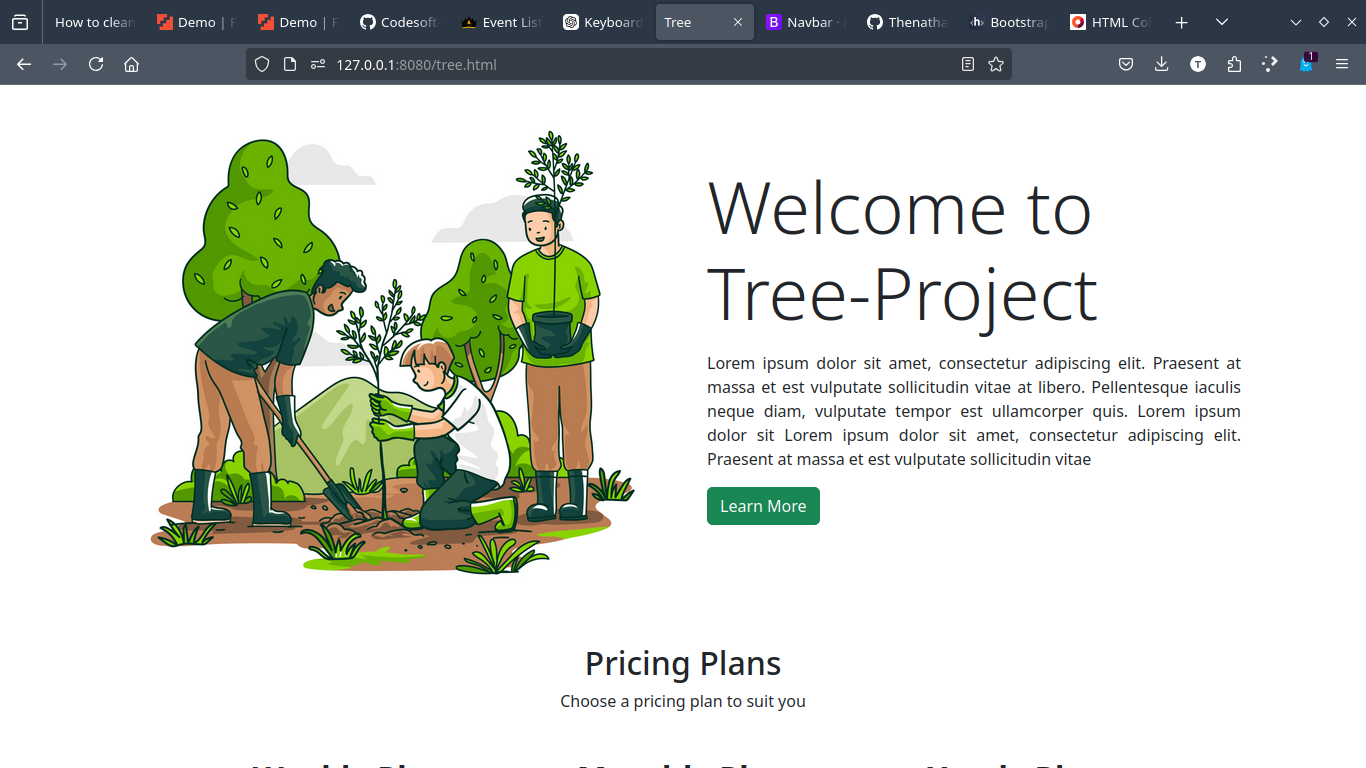 How to clean
Demo | F
Demo | F
Codesoft
Event List
Keyboard
Tree
Navbar ·
Thenatha
Bootstrap
HTML Co
127.0.0.1:8080/tree.html
T
1
Welcome to
Tree-Project
Lorem ipsum dolor sit amet, consectetur adipiscing elit. Praesent at
massa et est vulputate sollicitudin vitae at libero. Pellentesque iaculis
neque diam, vulputate tempor est ullamcorper quis. Lorem ipsum
dolor sit Lorem ipsum dolor sit amet, consectetur adipiscing elit.
Praesent at massa et est vulputate sollicitudin vitae
Learn More
Pricing Plans
Choose a pricing plan to suit you